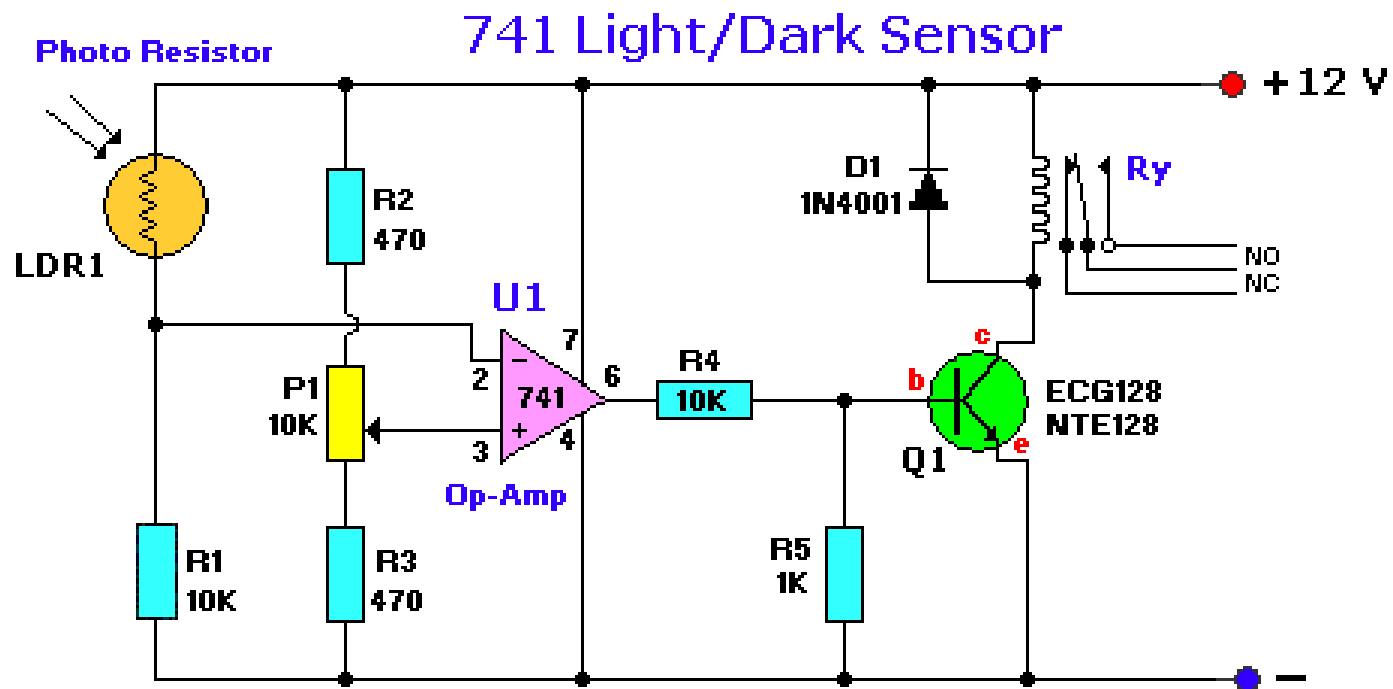 741 Light/Dark Sensor
Photo Resistor
+12 V
LDR1
R2
470
D1
1N4001
Ry
NO
NC
U1
7
2
741
6
3
4
−
+
Op-Amp
P1
10K
R4
10K
b
c
e
ECG128
NTE128
Q1
R1
10K
R3
470
R5
1K
−